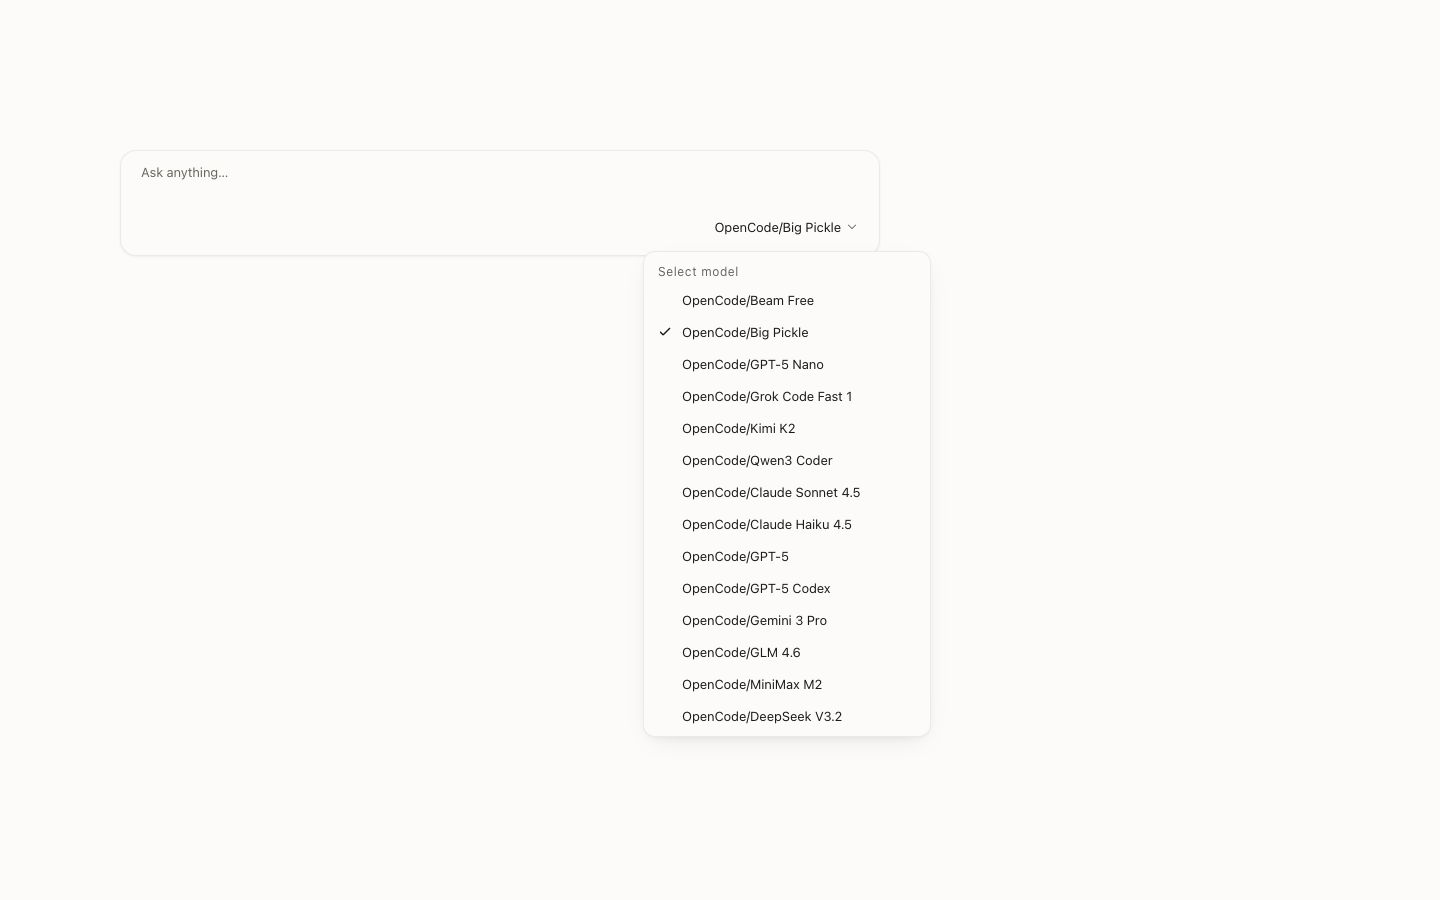 Ask anything...
OpenCode/Big Pickle
Select model
OpenCode/Beam Free
OpenCode/Big Pickle
OpenCode/GPT-5 Nano
OpenCode/Grok Code Fast 1
OpenCode/Kimi K2
OpenCode/Qwen3 Coder
OpenCode/Claude Sonnet 4.5
OpenCode/Claude Haiku 4.5
OpenCode/GPT-5
OpenCode/GPT-5 Codex
OpenCode/Gemini 3 Pro
OpenCode/GLM 4.6
OpenCode/MiniMax M2
OpenCode/DeepSeek V3.2